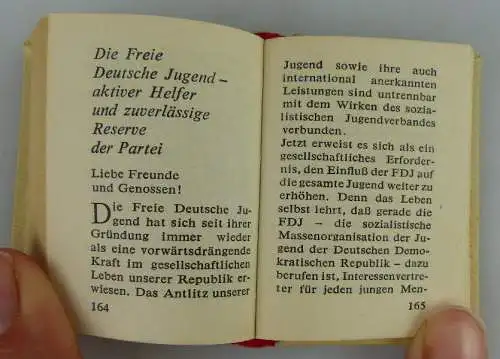 Die Freie
Deutsche Jugend –
aktiver Helfer
und zuverlässige
Reserve
der Partei
Liebe Freunde
und Genossen!
Die Freie Deutsche Ju-
gend hat sich seit ihrer
Gründung immer wieder
als eine vorwärtsdrängende
Kraft im gesellschaftlichen
Leben unserer Republik er-
wiesen. Das Antlitz unserer
164
Jugend sowie ihre auch
international anerkannten
Leistungen sind untrennbar
mit dem Wirken des sozia-
listischen Jugendverbandes
verbunden.
Jetzt erweist es sich als ein
gesellschaftliches Erforder-
nis, den Einfluß der FDJ auf
die gesamte Jugend weiter zu
erhöhen. Denn das Leben
selbst lehrt, daß gerade die
FDJ – die sozialistische
Massenorganisation der Ju-
gend der Deutschen Demo-
kratischen Republik – dazu
berufen ist, Interessenvertre-
ter für jeden jungen Men-
165